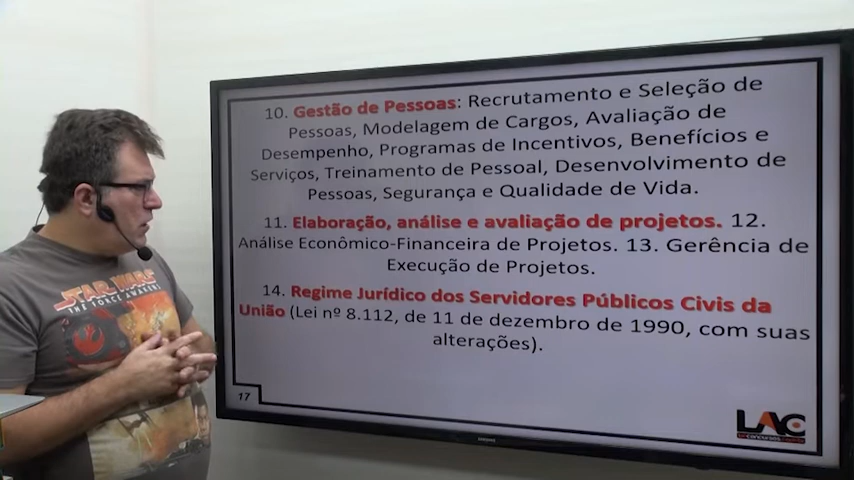 10. Gestão de Pessoas: Recrutamento e Seleção de
Pessoas, Modelagem de Cargos, Avaliação de
Desempenho, Programas de Incentivos, Benefícios e
Serviços, Treinamento de Pessoal, Desenvolvimento de
Pessoas, Segurança e Qualidade de Vida.
11. Elaboração, análise e avaliação de projetos. 12.
Análise Econômico-Financeira de Projetos. 13. Gerência de
Execução de Projetos.
14. Regime Jurídico dos Servidores Públicos Civis da
União (Lei nº 8.112, de 11 de dezembro de 1990, com suas
alterações).
17
LAC
STAR WARS
THE FORCE AWAKENS